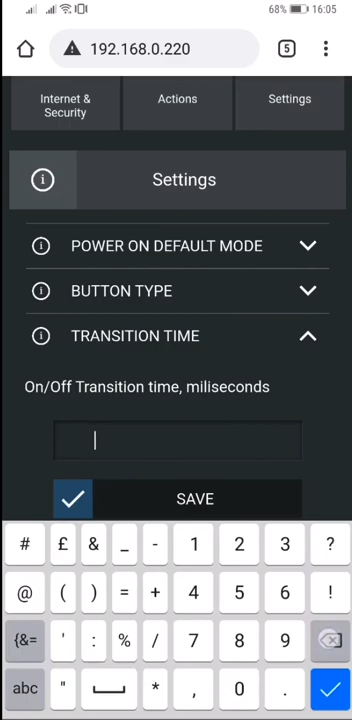 68% 16:05
192.168.0.220 5
Internet & Security
Actions
Settings
Settings
POWER ON DEFAULT MODE
BUTTON TYPE
TRANSITION TIME
On/Off Transition time, miliseconds
SAVE
# £ & _ - 1 2 3 ?
@ ( ) = + 4 5 6 !
{&= ' : % / 7 8 9
abc " * , 0 .